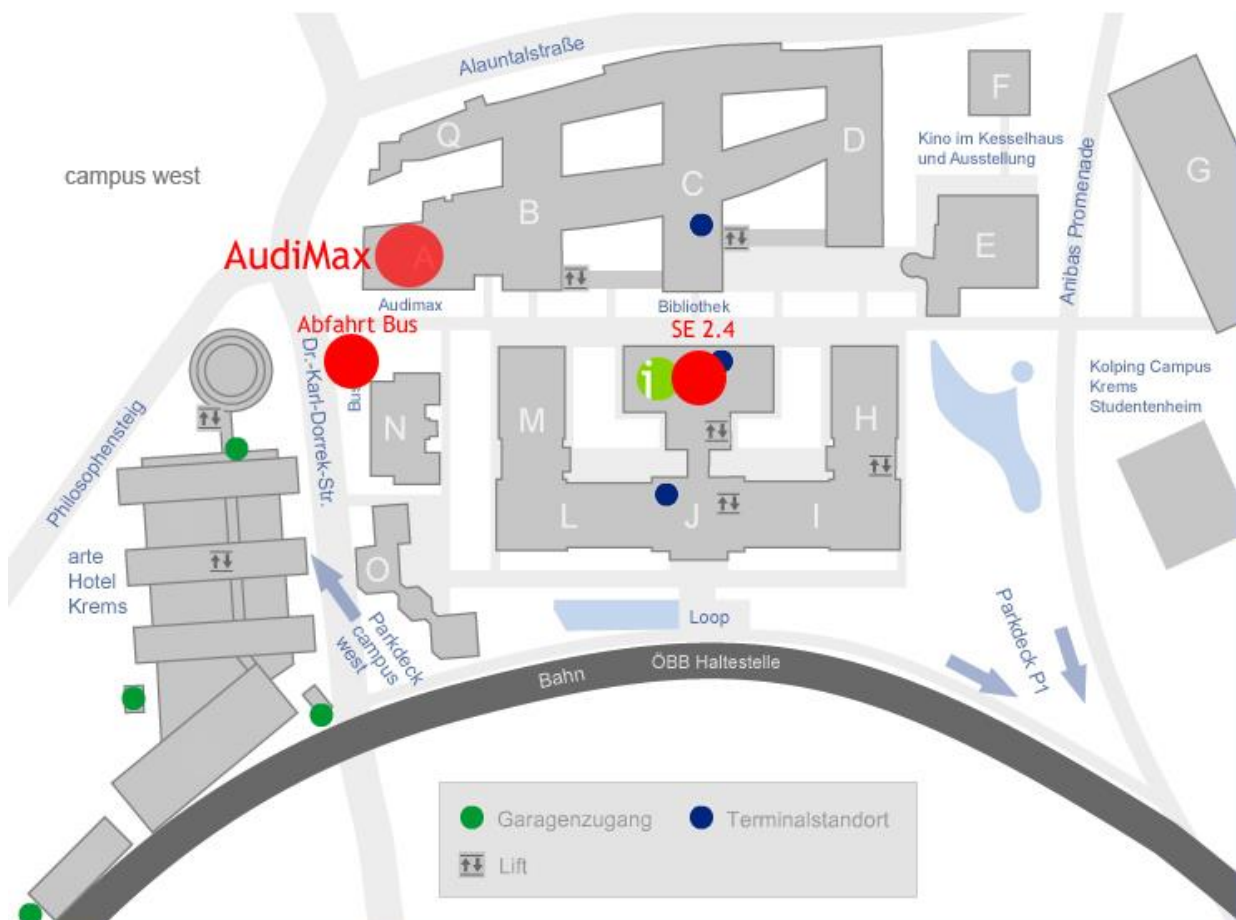 Alauntalstraße
campus west
Q
B
C
D
F
Kino im Kesselhaus
und Ausstellung
Anibas Promenade
G
AudiMax
A
Audimax
E
Bibliothek
Abfahrt Bus
SE 2.4
Bus
Dr.-Karl-Dorrek-Str.
Philosophensteig
N
M
i
H
Kolping Campus
Krems
Studentenheim
L
J
I
O
arte
Hotel
Krems
Parkdeck
campus
west
Loop
Parkdeck P1
Bahn
ÖBB Haltestelle
Garagenzugang
Terminalstandort
Lift